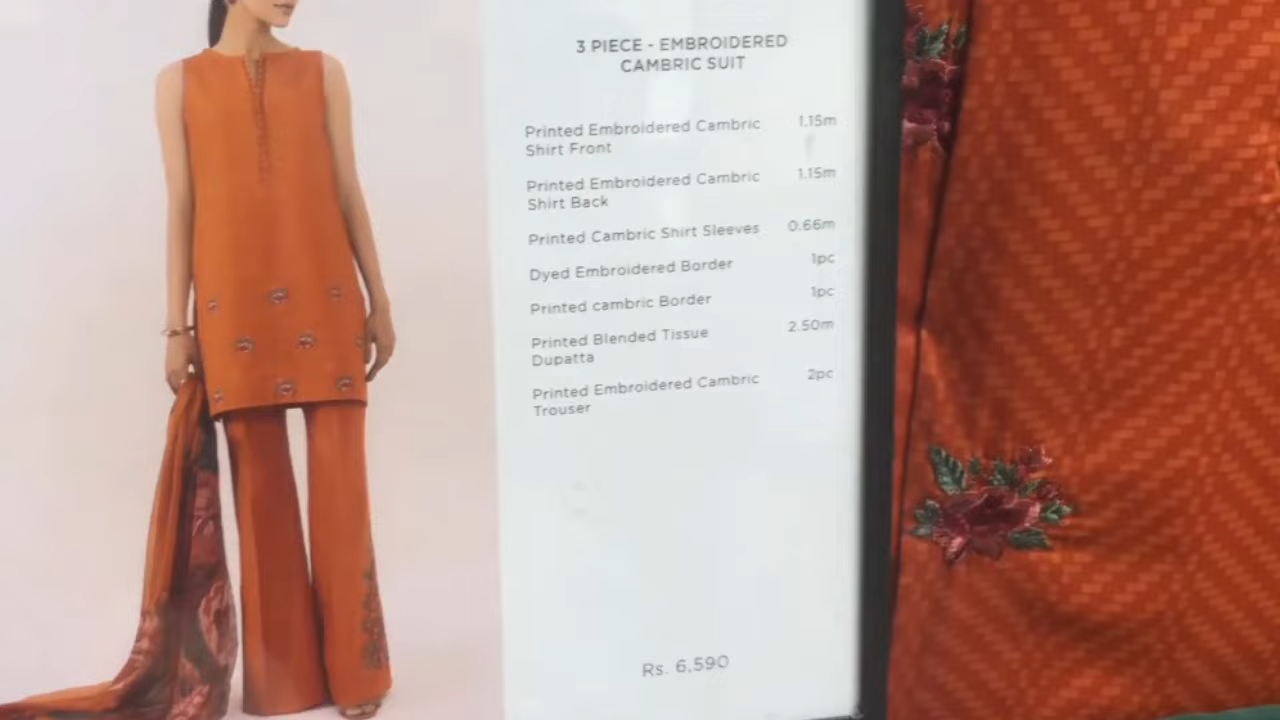 3 PIECE - EMBROIDERED
CAMBRIC SUIT
Printed Embroidered Cambric 1.15m
Shirt Front
Printed Embroidered Cambric 1.15m
Shirt Back
Printed Cambric Shirt Sleeves 0.66m
Dyed Embroidered Border 1pc
Printed cambric Border 1pc
Printed Blended Tissue 2.50m
Dupatta
Printed Embroidered Cambric 2pc
Trouser
Rs. 6,590